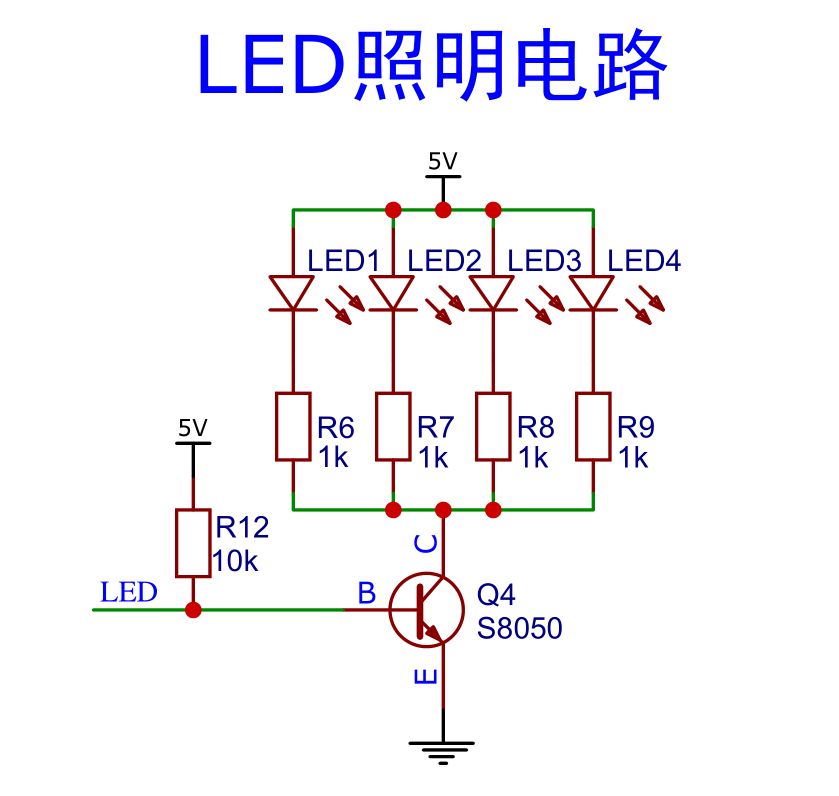 LED照明电路
5V
LED1 LED2 LED3 LED4
R6 R7 R8 R9
1k 1k 1k 1k
5V
R12
10k
C
LED
B
Q4
S8050
E